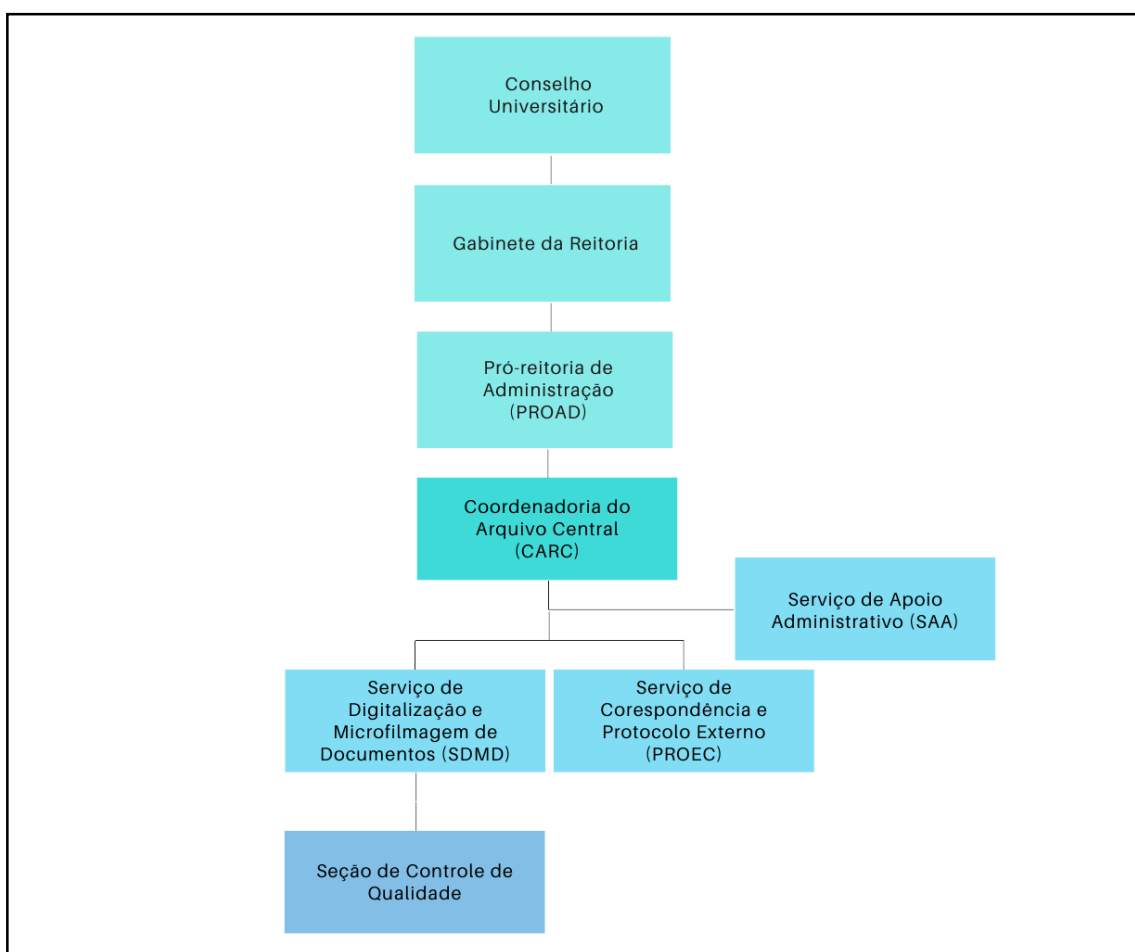 Conselho
Universitário
Gabinete da Reitoria
Pró-reitoria de
Administração
(PROAD)
Coordenadoria do
Arquivo Central
(CARC)
Serviço de Apoio
Administrativo (SAA)
Serviço de
Digitalização e
Microfilmagem de
Documentos (SDMD)
Serviço de
Corespondência e
Protocolo Externo
(PROEC)
Seção de Controle de
Qualidade